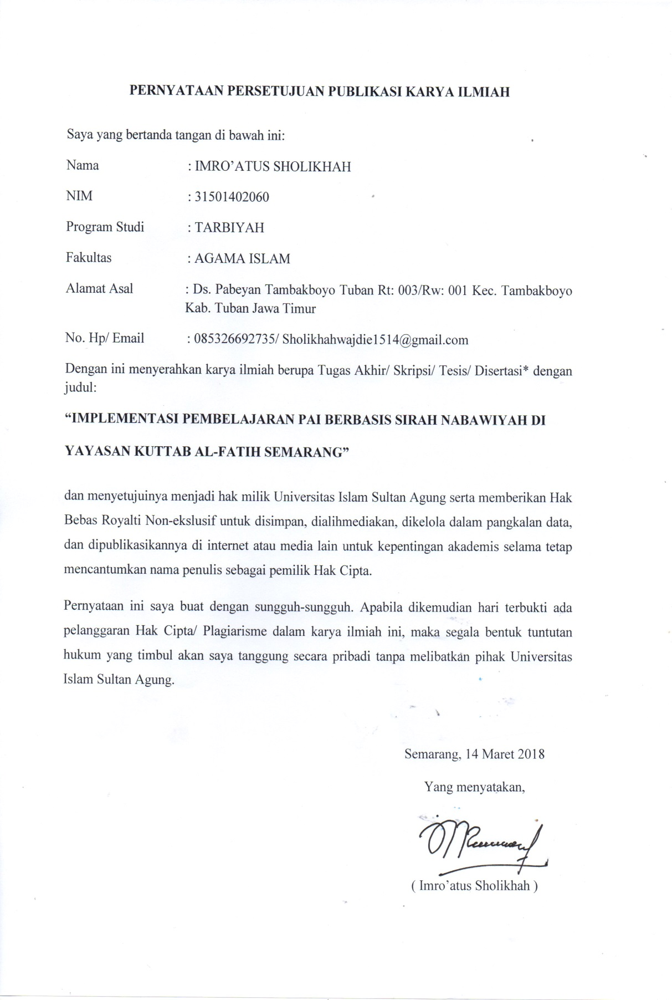 PERNYATAAN PERSETUJUAN PUBLIKASI KARYA ILMIAH
Saya yang bertanda tangan di bawah ini:
Nama : IMRO’ATUS SHOLIKHAH
NIM : 31501402060
Program Studi : TARBIYAH
Fakultas : AGAMA ISLAM
Alamat Asal : Ds. Pabeyan Tambakboyo Tuban Rt: 003/Rw: 001 Kec. Tambakboyo
Kab. Tuban Jawa Timur
No. Hp/ Email : 085326692735/ Sholikhahwajdie1514@gmail.com
Dengan ini menyerahkan karya ilmiah berupa Tugas Akhir/ Skripsi/ Tesis/ Disertasi* dengan
judul:
“IMPLEMENTASI PEMBELAJARAN PAI BERBASIS SIRAH NABAWIYAH DI
YAYASAN KUTTAB AL-FATIH SEMARANG”
dan menyetujuinya menjadi hak milik Universitas Islam Sultan Agung serta memberikan Hak
Bebas Royalti Non-ekslusif untuk disimpan, dialihmediakan, dikelola dalam pangkalan data,
dan dipublikasikannya di internet atau media lain untuk kepentingan akademis selama tetap
mencantumkan nama penulis sebagai pemilik Hak Cipta.
Pernyataan ini saya buat dengan sungguh-sungguh. Apabila dikemudian hari terbukti ada
pelanggaran Hak Cipta/ Plagiarisme dalam karya ilmiah ini, maka segala bentuk tuntutan
hukum yang timbul akan saya tanggung secara pribadi tanpa melibatkan pihak Universitas
Islam Sultan Agung.
Semarang, 14 Maret 2018
Yang menyatakan,
( Imro’atus Sholikhah )